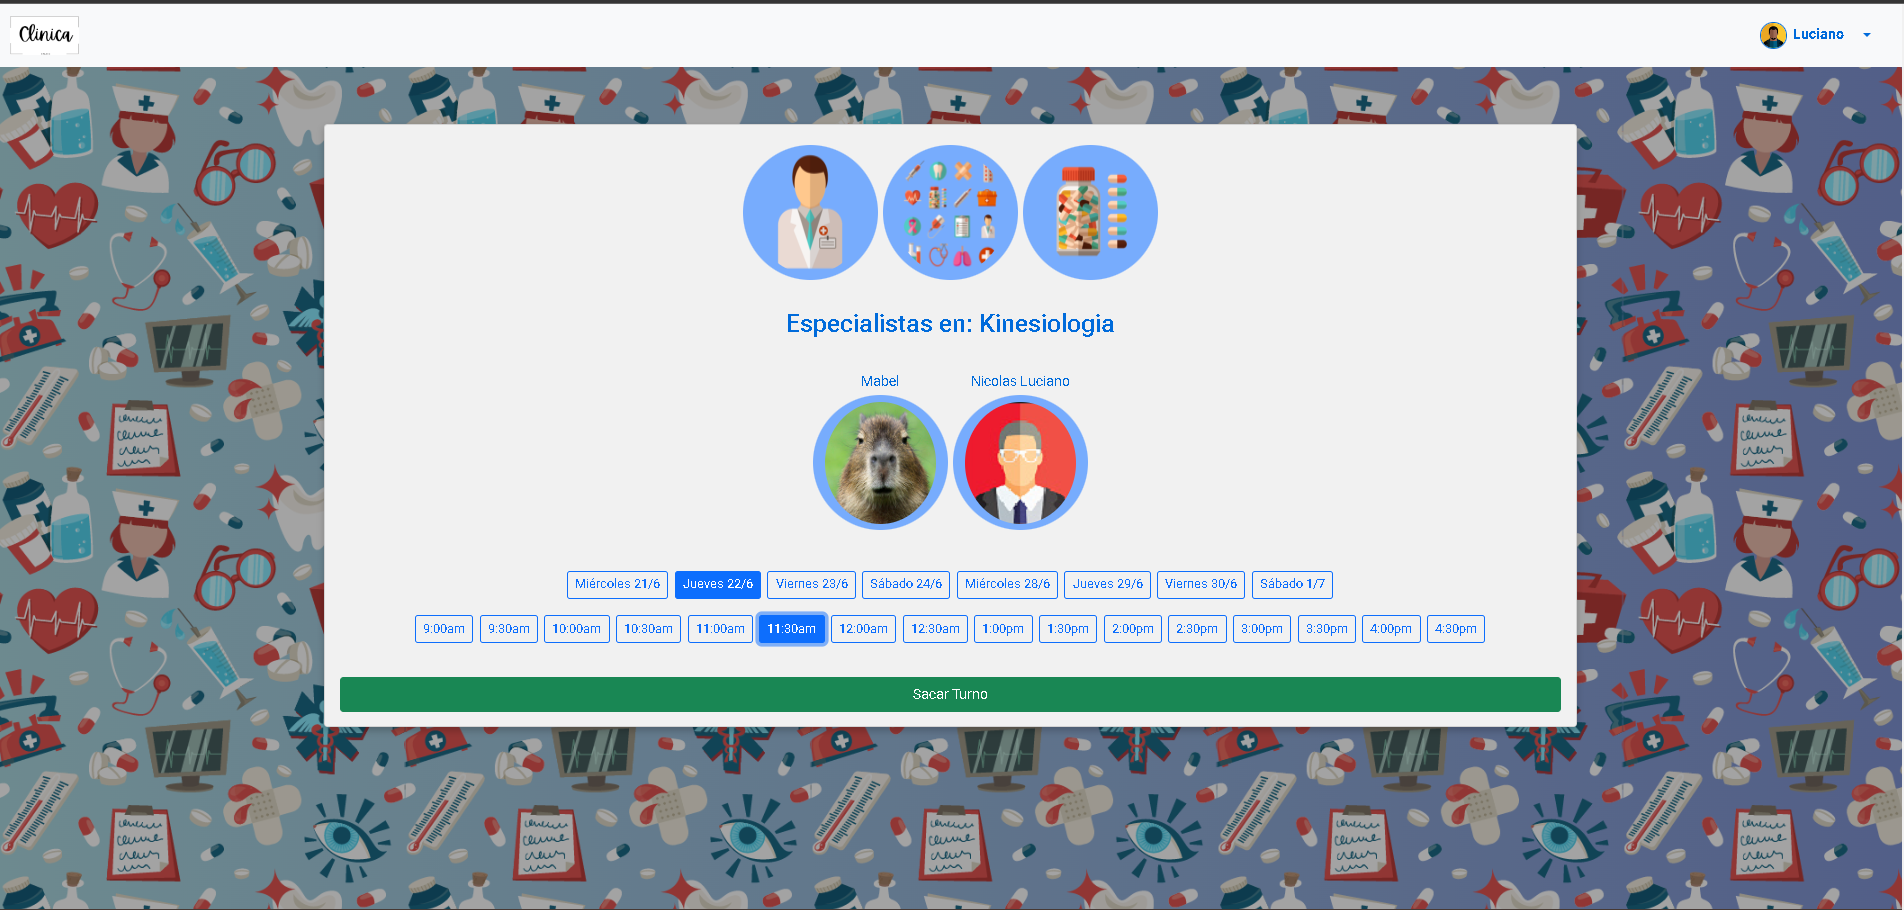 Clinica
Luciano
Especialistas en: Kinesiologia
Mabel
Nicolas Luciano
Miércoles 21/6
Jueves 22/6
Viernes 23/6
Sábado 24/6
Miércoles 28/6
Jueves 29/6
Viernes 30/6
Sábado 1/7
9:00am
9:30am
10:00am
10:30am
11:00am
11:30am
12:00am
12:30am
1:00pm
1:30pm
2:00pm
2:30pm
3:00pm
3:30pm
4:00pm
4:30pm
Sacar Turno